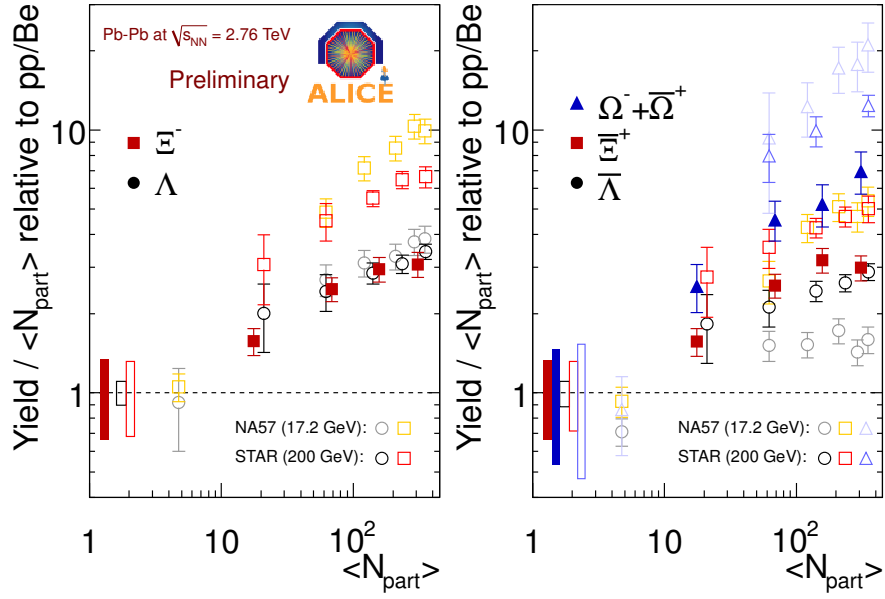 Pb-Pb at √s_NN = 2.76 TeV
Preliminary
ALICE
Ξ⁻
Λ
NA57 (17.2 GeV):
STAR (200 GeV):
10
1
1 10 10²
<N_part>
Yield / <N_part> relative to pp/Be
Ω⁻+Ω̅⁺
Ξ̅⁺
Λ̅
NA57 (17.2 GeV):
STAR (200 GeV):
10
1
1 10 10²
<N_part>
Yield / <N_part> relative to pp/Be